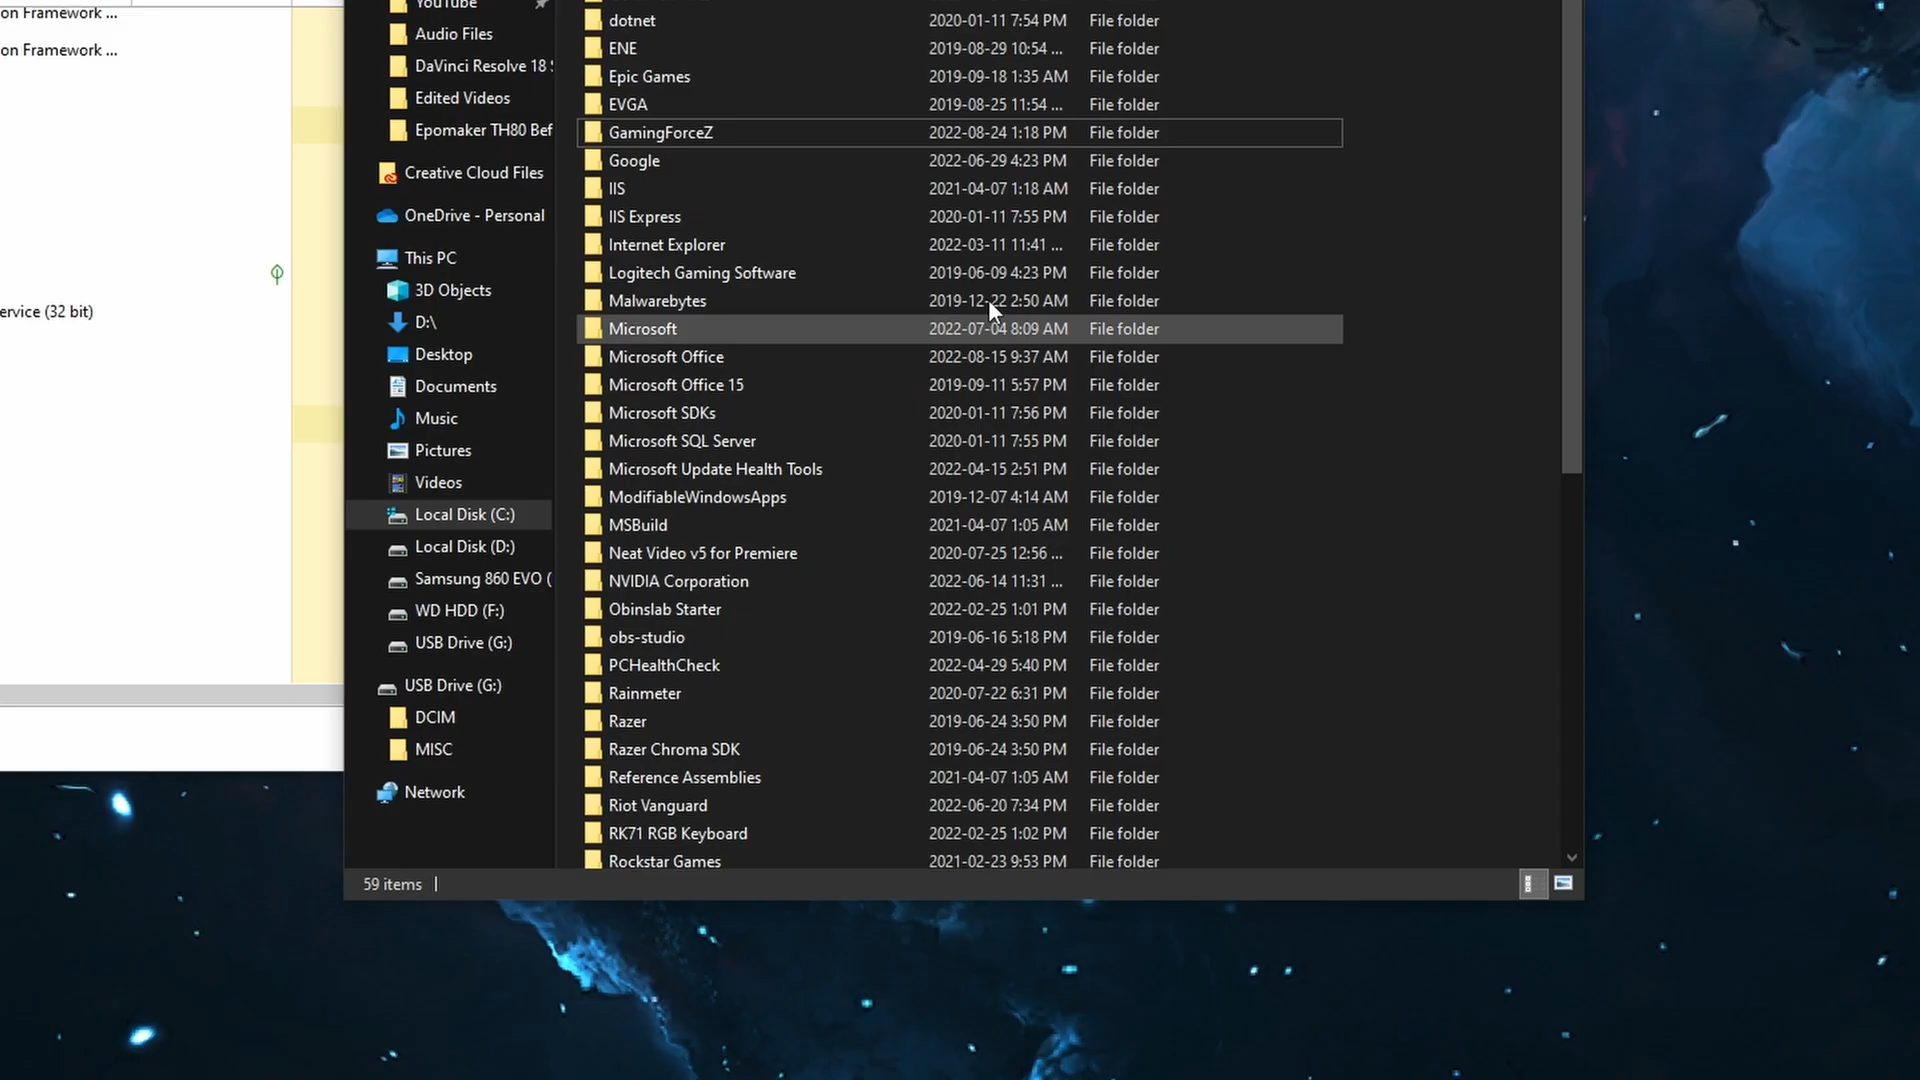 on Framework ...
on Framework ...
ervice (32 bit)
YouTube
Audio Files
DaVinci Resolve 18 S
Edited Videos
Epomaker TH80 Bef
Creative Cloud Files
OneDrive - Personal
This PC
3D Objects
D:\
Desktop
Documents
Music
Pictures
Videos
Local Disk (C:)
Local Disk (D:)
Samsung 860 EVO (
WD HDD (F:)
USB Drive (G:)
USB Drive (G:)
DCIM
MISC
Network
dotnet 2020-01-11 7:54 PM File folder
ENE 2019-08-29 10:54 ... File folder
Epic Games 2019-09-18 1:35 AM File folder
EVGA 2019-08-25 11:54 ... File folder
GamingForceZ 2022-08-24 1:18 PM File folder
Google 2022-06-29 4:23 PM File folder
IIS 2021-04-07 1:18 AM File folder
IIS Express 2020-01-11 7:55 PM File folder
Internet Explorer 2022-03-11 11:41 ... File folder
Logitech Gaming Software 2019-06-09 4:23 PM File folder
Malwarebytes 2019-12-22 2:50 AM File folder
Microsoft 2022-07-04 8:09 AM File folder
Microsoft Office 2022-08-15 9:37 AM File folder
Microsoft Office 15 2019-09-11 5:57 PM File folder
Microsoft SDKs 2020-01-11 7:56 PM File folder
Microsoft SQL Server 2020-01-11 7:55 PM File folder
Microsoft Update Health Tools 2022-04-15 2:51 PM File folder
ModifiableWindowsApps 2019-12-07 4:14 AM File folder
MSBuild 2021-04-07 1:05 AM File folder
Neat Video v5 for Premiere 2020-07-25 12:56 ... File folder
NVIDIA Corporation 2022-06-14 11:31 ... File folder
Obinslab Starter 2022-02-25 1:01 PM File folder
obs-studio 2019-06-16 5:18 PM File folder
PCHealthCheck 2022-04-29 5:40 PM File folder
Rainmeter 2020-07-22 6:31 PM File folder
Razer 2019-06-24 3:50 PM File folder
Razer Chroma SDK 2019-06-24 3:50 PM File folder
Reference Assemblies 2021-04-07 1:05 AM File folder
Riot Vanguard 2022-06-20 7:34 PM File folder
RK71 RGB Keyboard 2022-02-25 1:02 PM File folder
Rockstar Games 2021-02-23 9:53 PM File folder
59 items